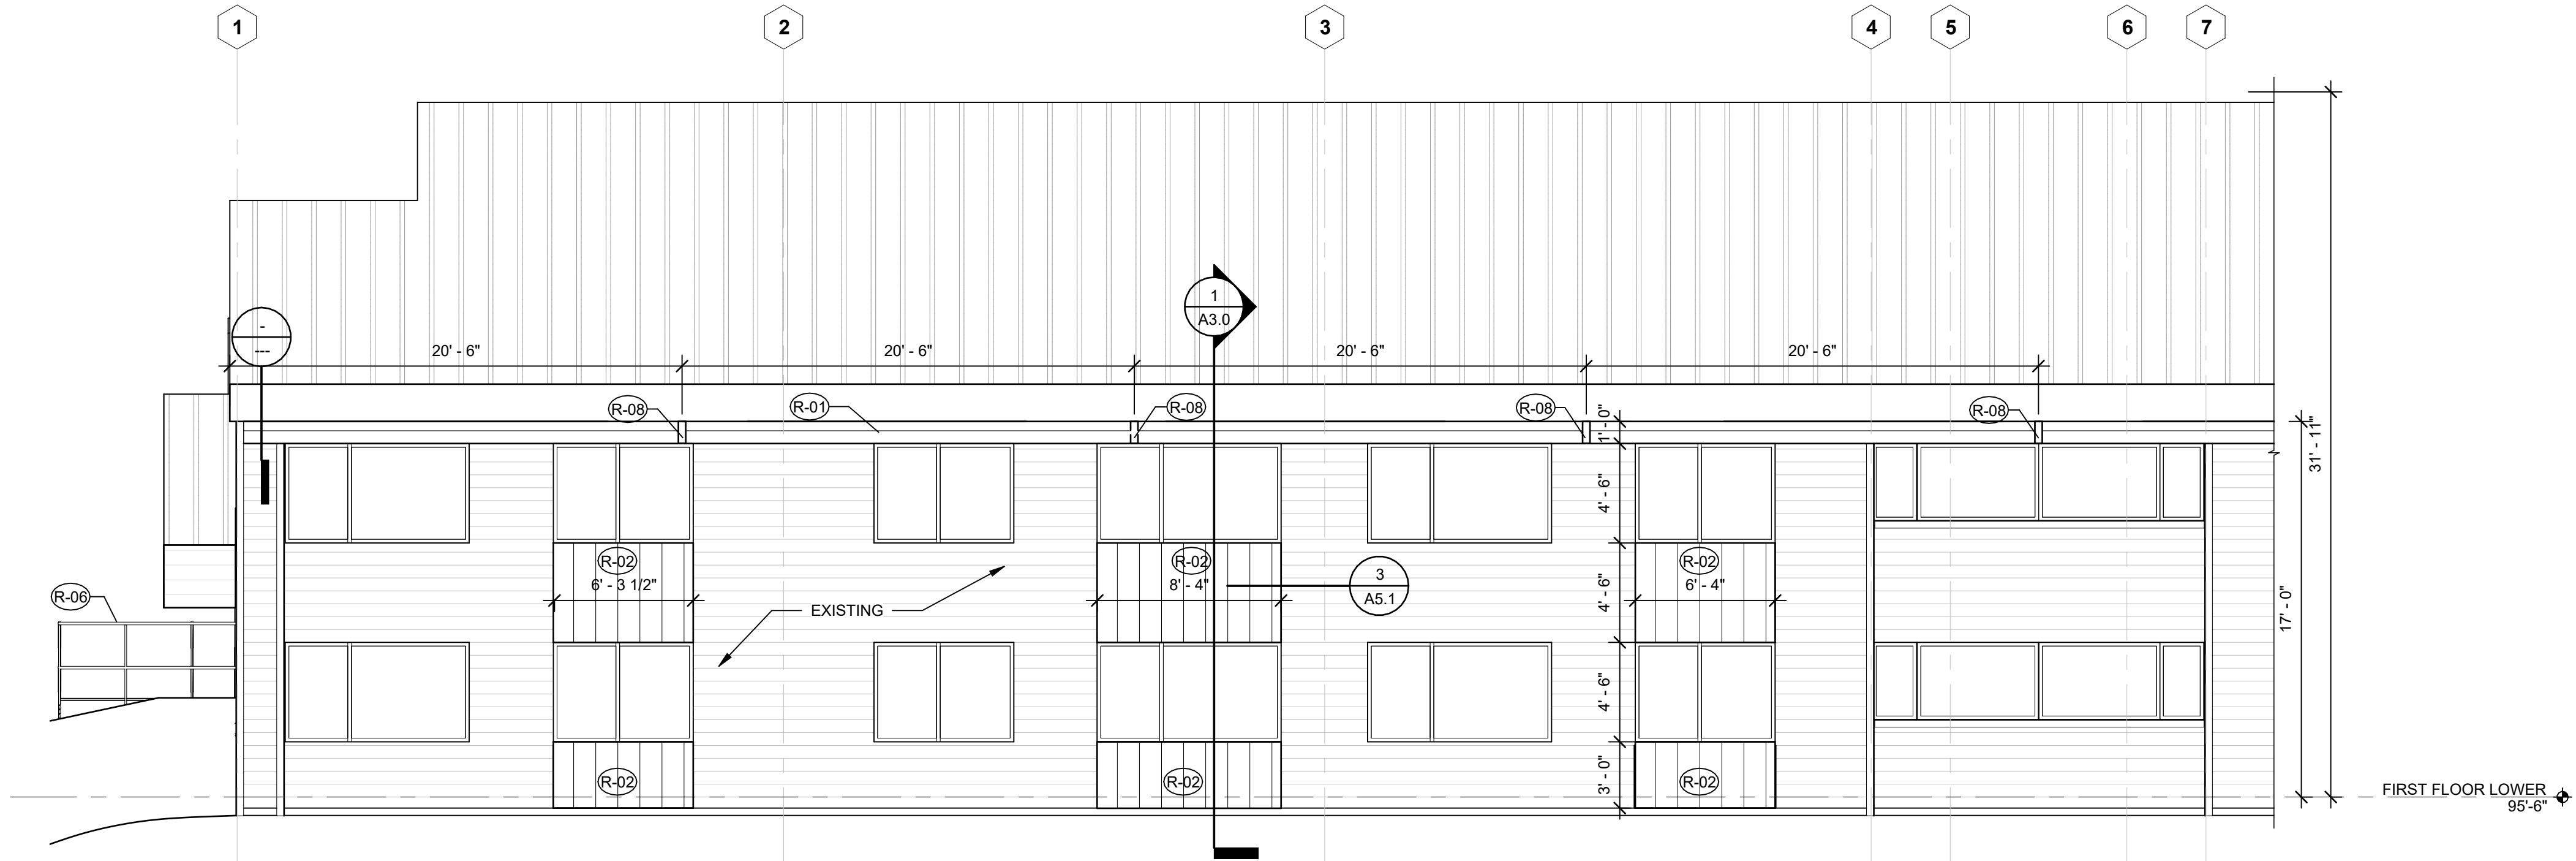 1
2
3
4
5
6
7
1
A3.0
-
---
20' - 6"
20' - 6"
20' - 6"
20' - 6"
R-08
R-01
R-08
R-08
R-08
1' - 0"
31' - 11"
4' - 6"
R-02
6' - 3 1/2"
R-02
8' - 4"
R-02
6' - 4"
3
A5.1
4' - 6"
R-06
EXISTING
17' - 0"
4' - 6"
3' - 0"
R-02
R-02
R-02
FIRST FLOOR LOWER
95'-6"